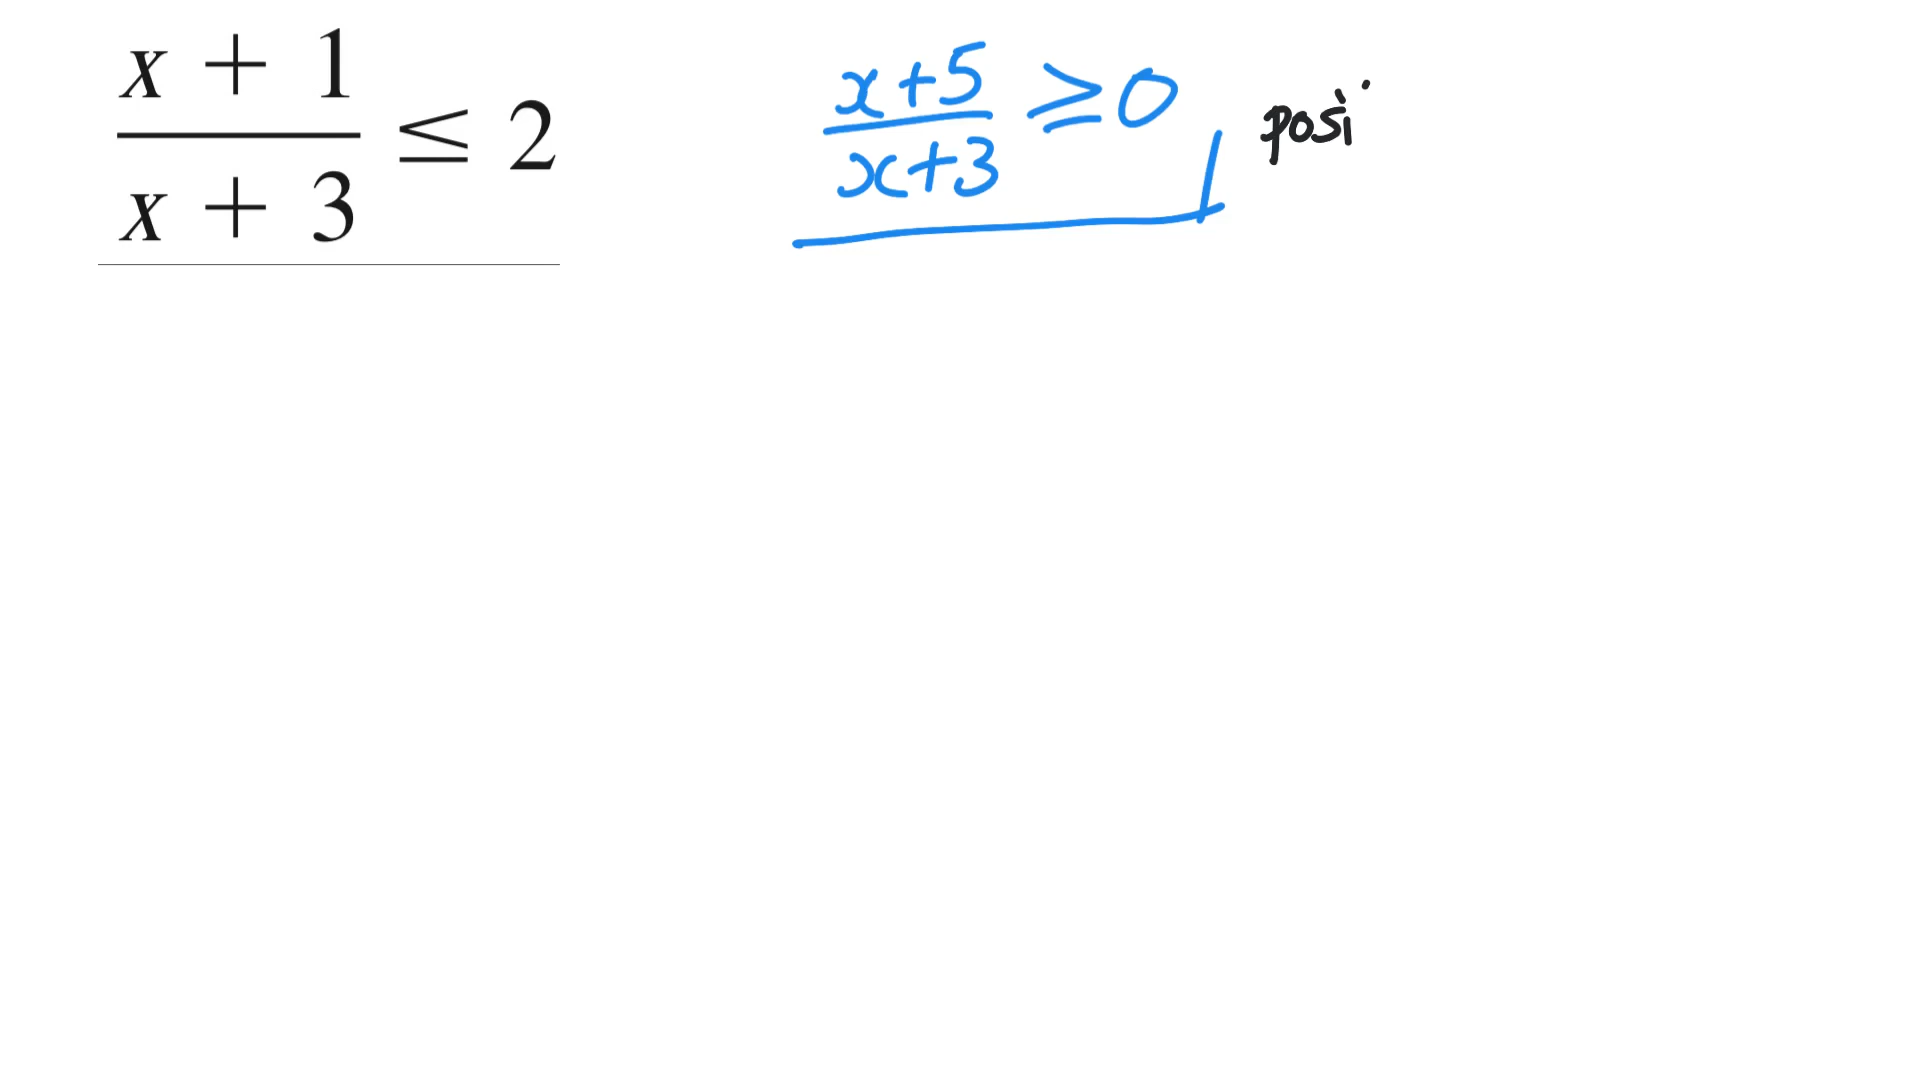 x + 1
x + 3
≤ 2
x+5
x+3
≥0
posi